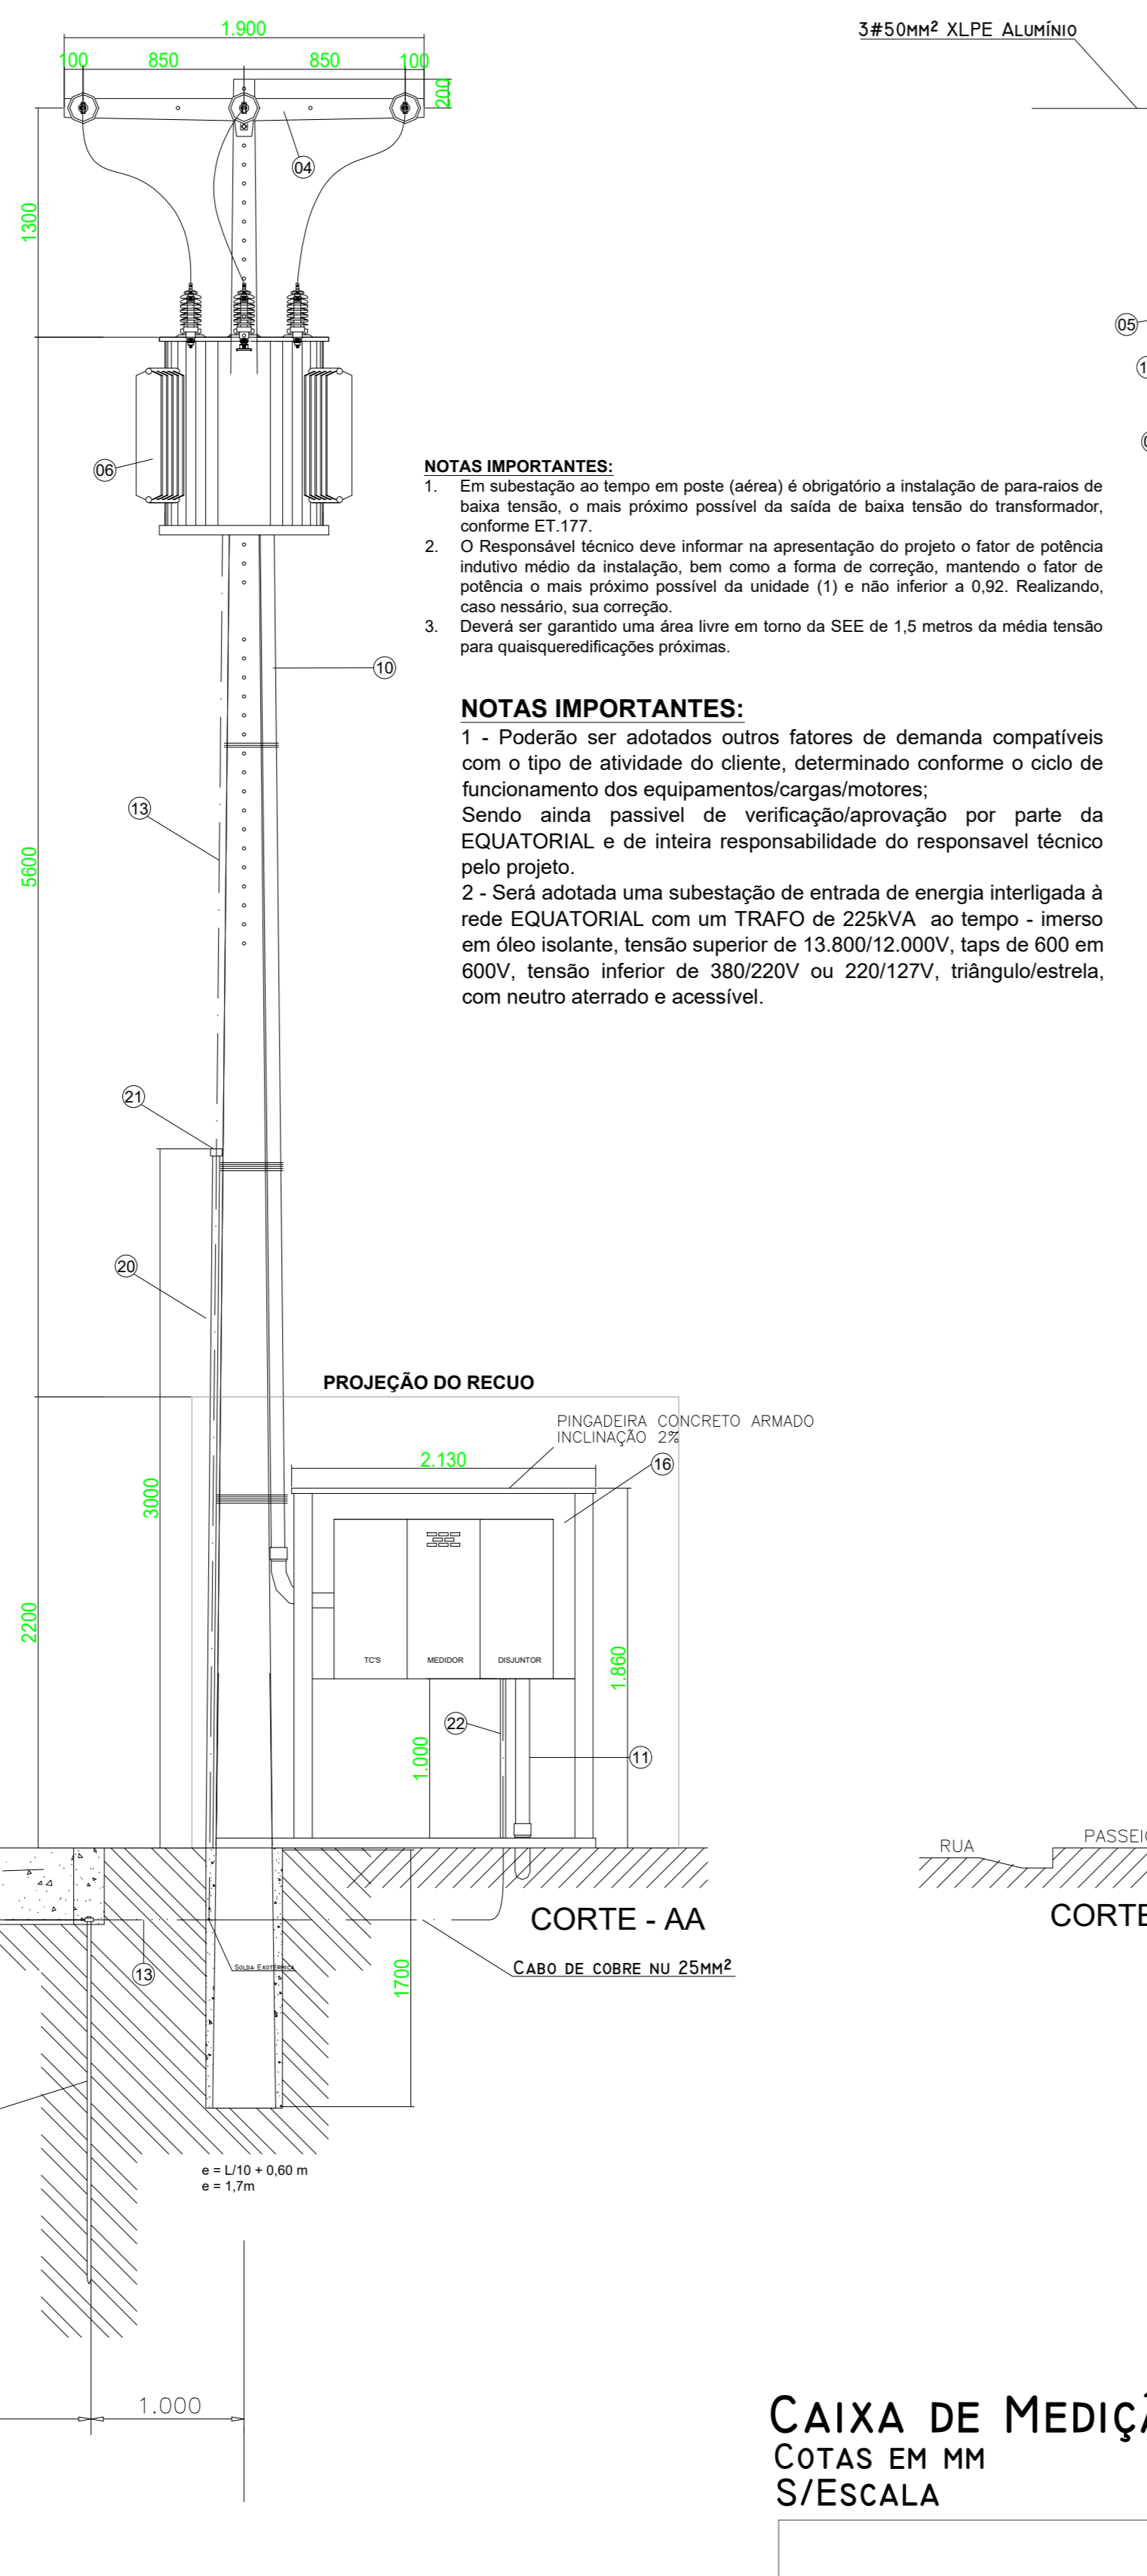 1.900
100
850
850
100
200
3#50MM² XLPE ALUMÍNIO
04
1300
05
06
NOTAS IMPORTANTES:
1. Em subestação ao tempo em poste (aérea) é obrigatório a instalação de para-raios de
baixa tensão, o mais próximo possível da saída de baixa tensão do transformador,
conforme ET.177.
2. O Responsável técnico deve informar na apresentação do projeto o fator de potência
indutivo médio da instalação, bem como a forma de correção, mantendo o fator de
potência o mais próximo possível da unidade (1) e não inferior a 0,92. Realizando,
caso nessário, sua correção.
3. Deverá ser garantido uma área livre em torno da SEE de 1,5 metros da média tensão
para quaisqueredificações próximas.
10
NOTAS IMPORTANTES:
1 - Poderão ser adotados outros fatores de demanda compatíveis
com o tipo de atividade do cliente, determinado conforme o ciclo de
funcionamento dos equipamentos/cargas/motores;
Sendo ainda passivel de verificação/aprovação por parte da
EQUATORIAL e de inteira responsabilidade do responsavel técnico
pelo projeto.
2 - Será adotada uma subestação de entrada de energia interligada à
rede EQUATORIAL com um TRAFO de 225kVA ao tempo - imerso
em óleo isolante, tensão superior de 13.800/12.000V, taps de 600 em
600V, tensão inferior de 380/220V ou 220/127V, triângulo/estrela,
com neutro aterrado e acessível.
13
5600
21
20
PROJEÇÃO DO RECUO
PINGADEIRA CONCRETO ARMADO
INCLINAÇÃO 2%
2.130
16
3000
2200
TC'S
MEDIDOR
DISJUNTOR
1.860
22
1.000
11
RUA
PASSEI
CORTE - AA
CORTE
13
SOLDA EXOTÉRMICA
1700
CABO DE COBRE NU 25MM²
e = L/10 + 0,60 m
e = 1,7m
1.000
CAIXA DE MEDIÇÃ
COTAS EM MM
S/ESCALA